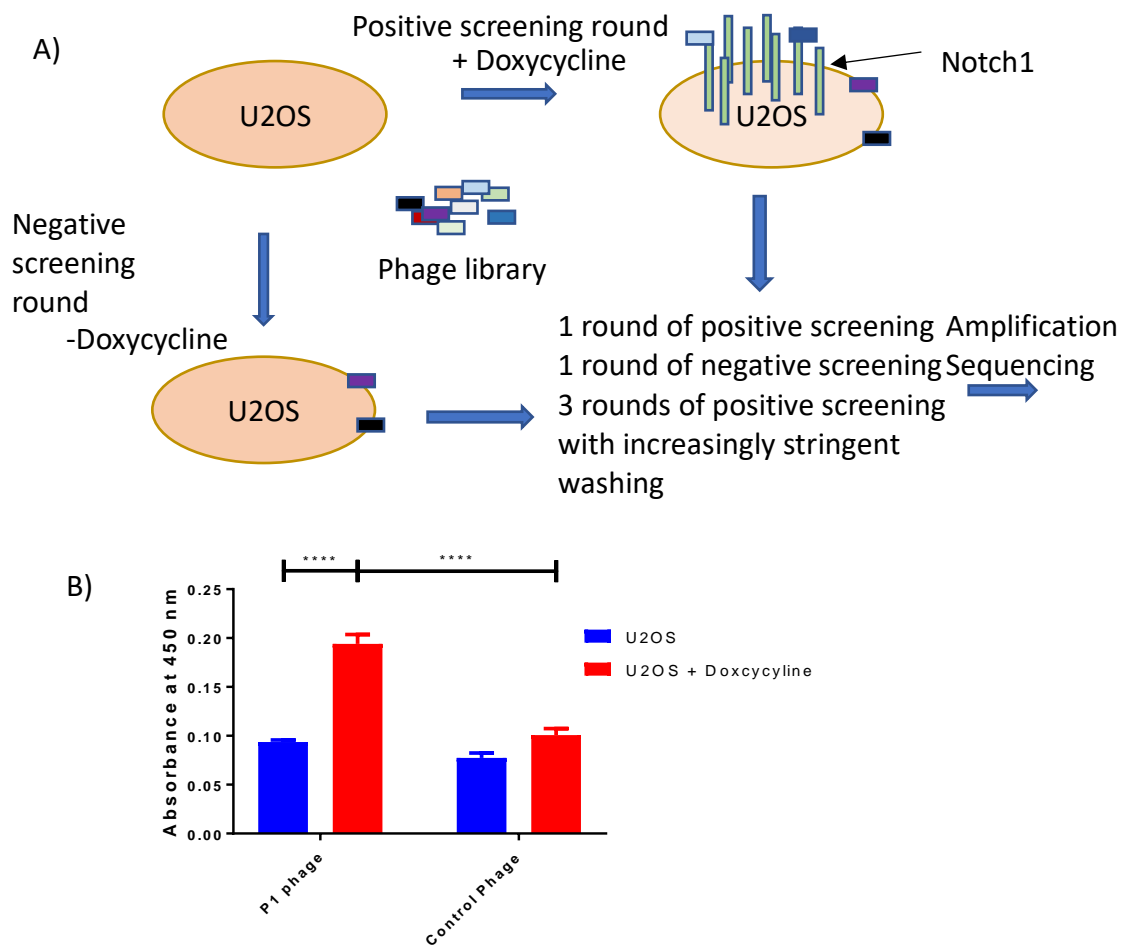 A)
Positive screening round
+ Doxycycline
Notch1
U2OS
U2OS
Negative
screening
round
-Doxycycline
Phage library
U2OS
1 round of positive screening
1 round of negative screening
3 rounds of positive screening
with increasingly stringent
washing
Amplification
Sequencing
B)
****
****
Absorbance at 450 nm
0.25
0.20
0.15
0.10
0.05
0.00
P1 phage
Control Phage
U2OS
U2OS + Doxcycyline